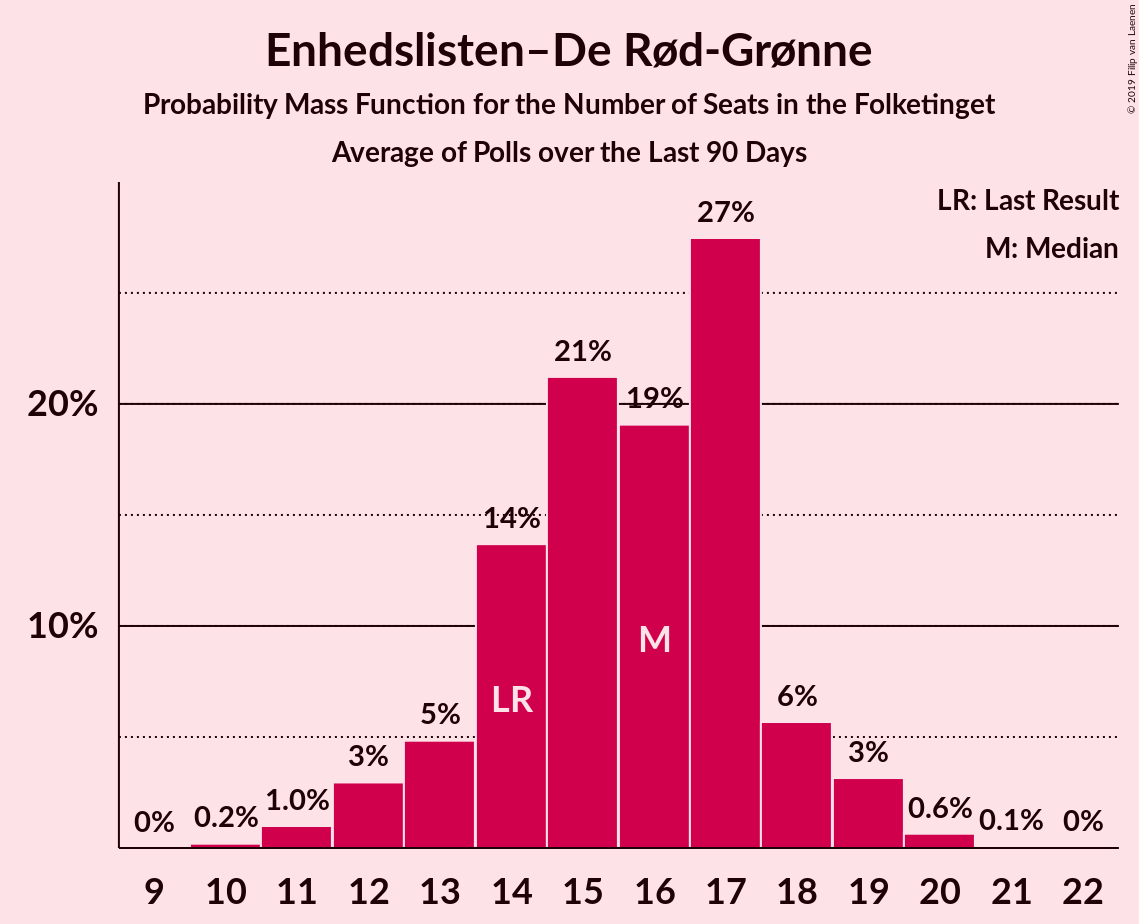 Enhedslisten–De Rød-Grønne
Probability Mass Function for the Number of Seats in the Folketinget
Average of Polls over the Last 90 Days
© 2019 Filip van Laenen
LR: Last Result
M: Median
27%
21%
20%
19%
14%
10%
M
LR
6%
5%
3%
3%
1.0%
0.6%
0.2%
0.1%
0%
0%
9 10 11 12 13 14 15 16 17 18 19 20 21 22